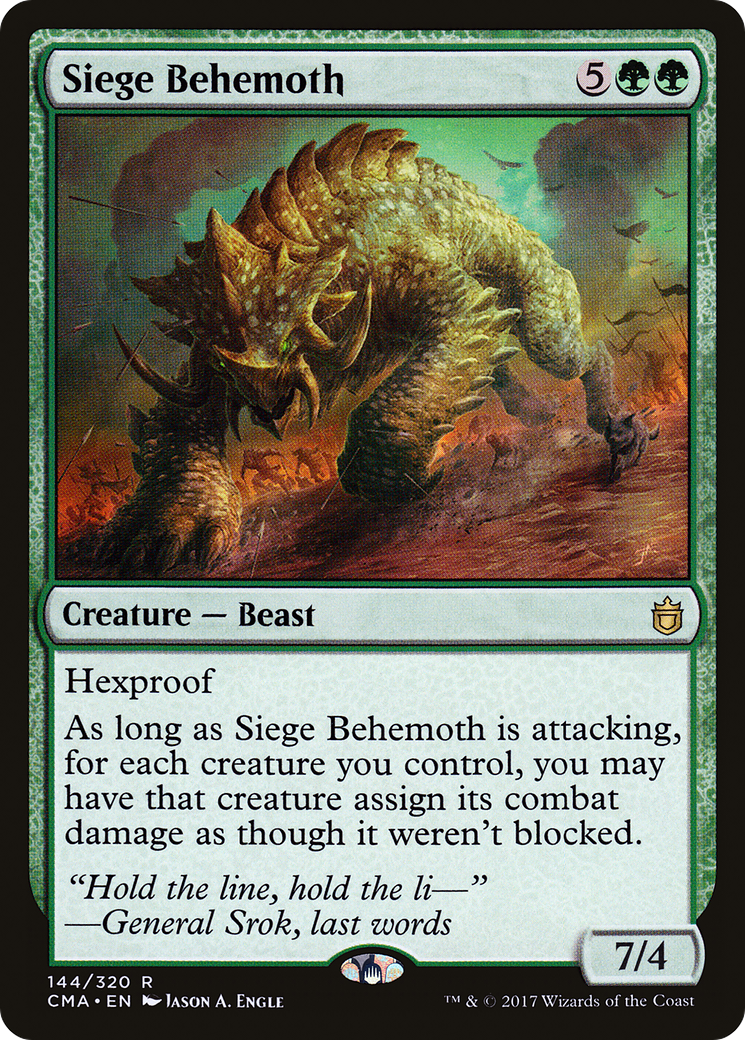 Siege Behemoth 5
Creature — Beast
Hexproof
As long as Siege Behemoth is attacking,
for each creature you control, you may
have that creature assign its combat
damage as though it weren't blocked.
“Hold the line, hold the li—”
—General Srok, last words
7/4
144/320 R
CMA • EN Jason A. Engle
™ & © 2017 Wizards of the Coast